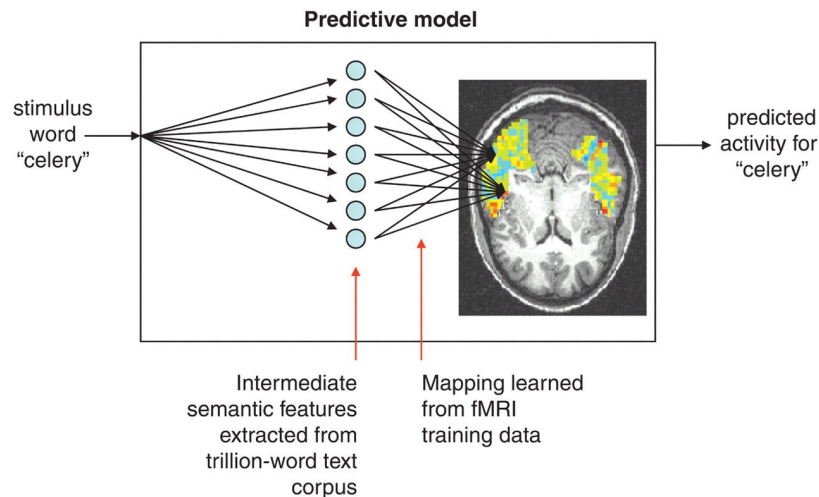 Predictive model
stimulus
word
“celery”
predicted
activity for
“celery”
Intermediate
semantic features
extracted from
trillion-word text
corpus
Mapping learned
from fMRI
training data